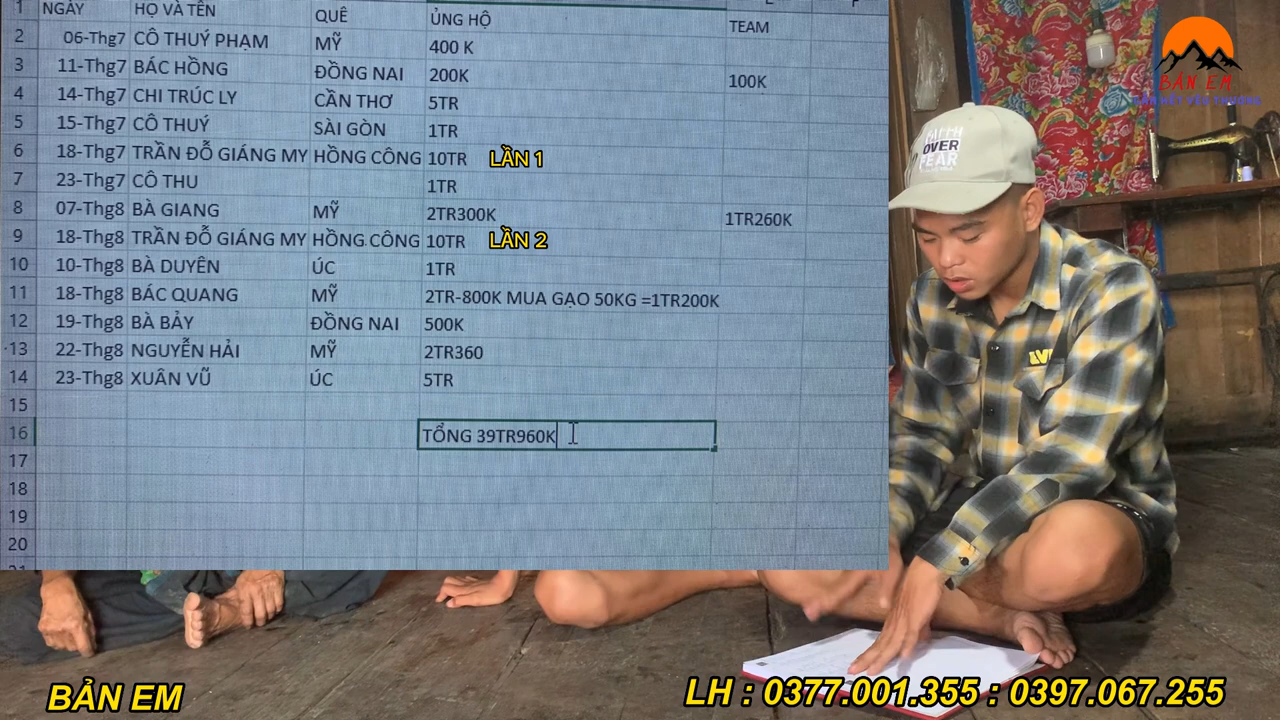 1 NGÀY HỌ VÀ TÊN QUÊ ỦNG HỘ TEAM
2 06-Thg7 CÔ THUÝ PHẠM MỸ 400 K
3 11-Thg7 BÁC HỒNG ĐỒNG NAI 200K 100K
4 14-Thg7 CHI TRÚC LY CẦN THƠ 5TR
5 15-Thg7 CÔ THUÝ SÀI GÒN 1TR
6 18-Thg7 TRẦN ĐỖ GIÁNG MY HỒNG CÔNG 10TR LẦN 1
7 23-Thg7 CÔ THU 1TR
8 07-Thg8 BÀ GIANG MỸ 2TR300K 1TR260K
9 18-Thg8 TRẦN ĐỖ GIÁNG MY HỒNG CÔNG 10TR LẦN 2
10 10-Thg8 BÀ DUYÊN ÚC 1TR
11 18-Thg8 BÁC QUANG MỸ 2TR-800K MUA GẠO 50KG =1TR200K
12 19-Thg8 BÀ BẢY ĐỒNG NAI 500K
13 22-Thg8 NGUYỄN HẢI MỸ 2TR360
14 23-Thg8 XUÂN VŨ ÚC 5TR
15
16 TỔNG 39TR960K
17
18
19
20
BẢN EM
FAITH
OVER
FEAR
BẢN EM
LH : 0377.001.355 : 0397.067.255